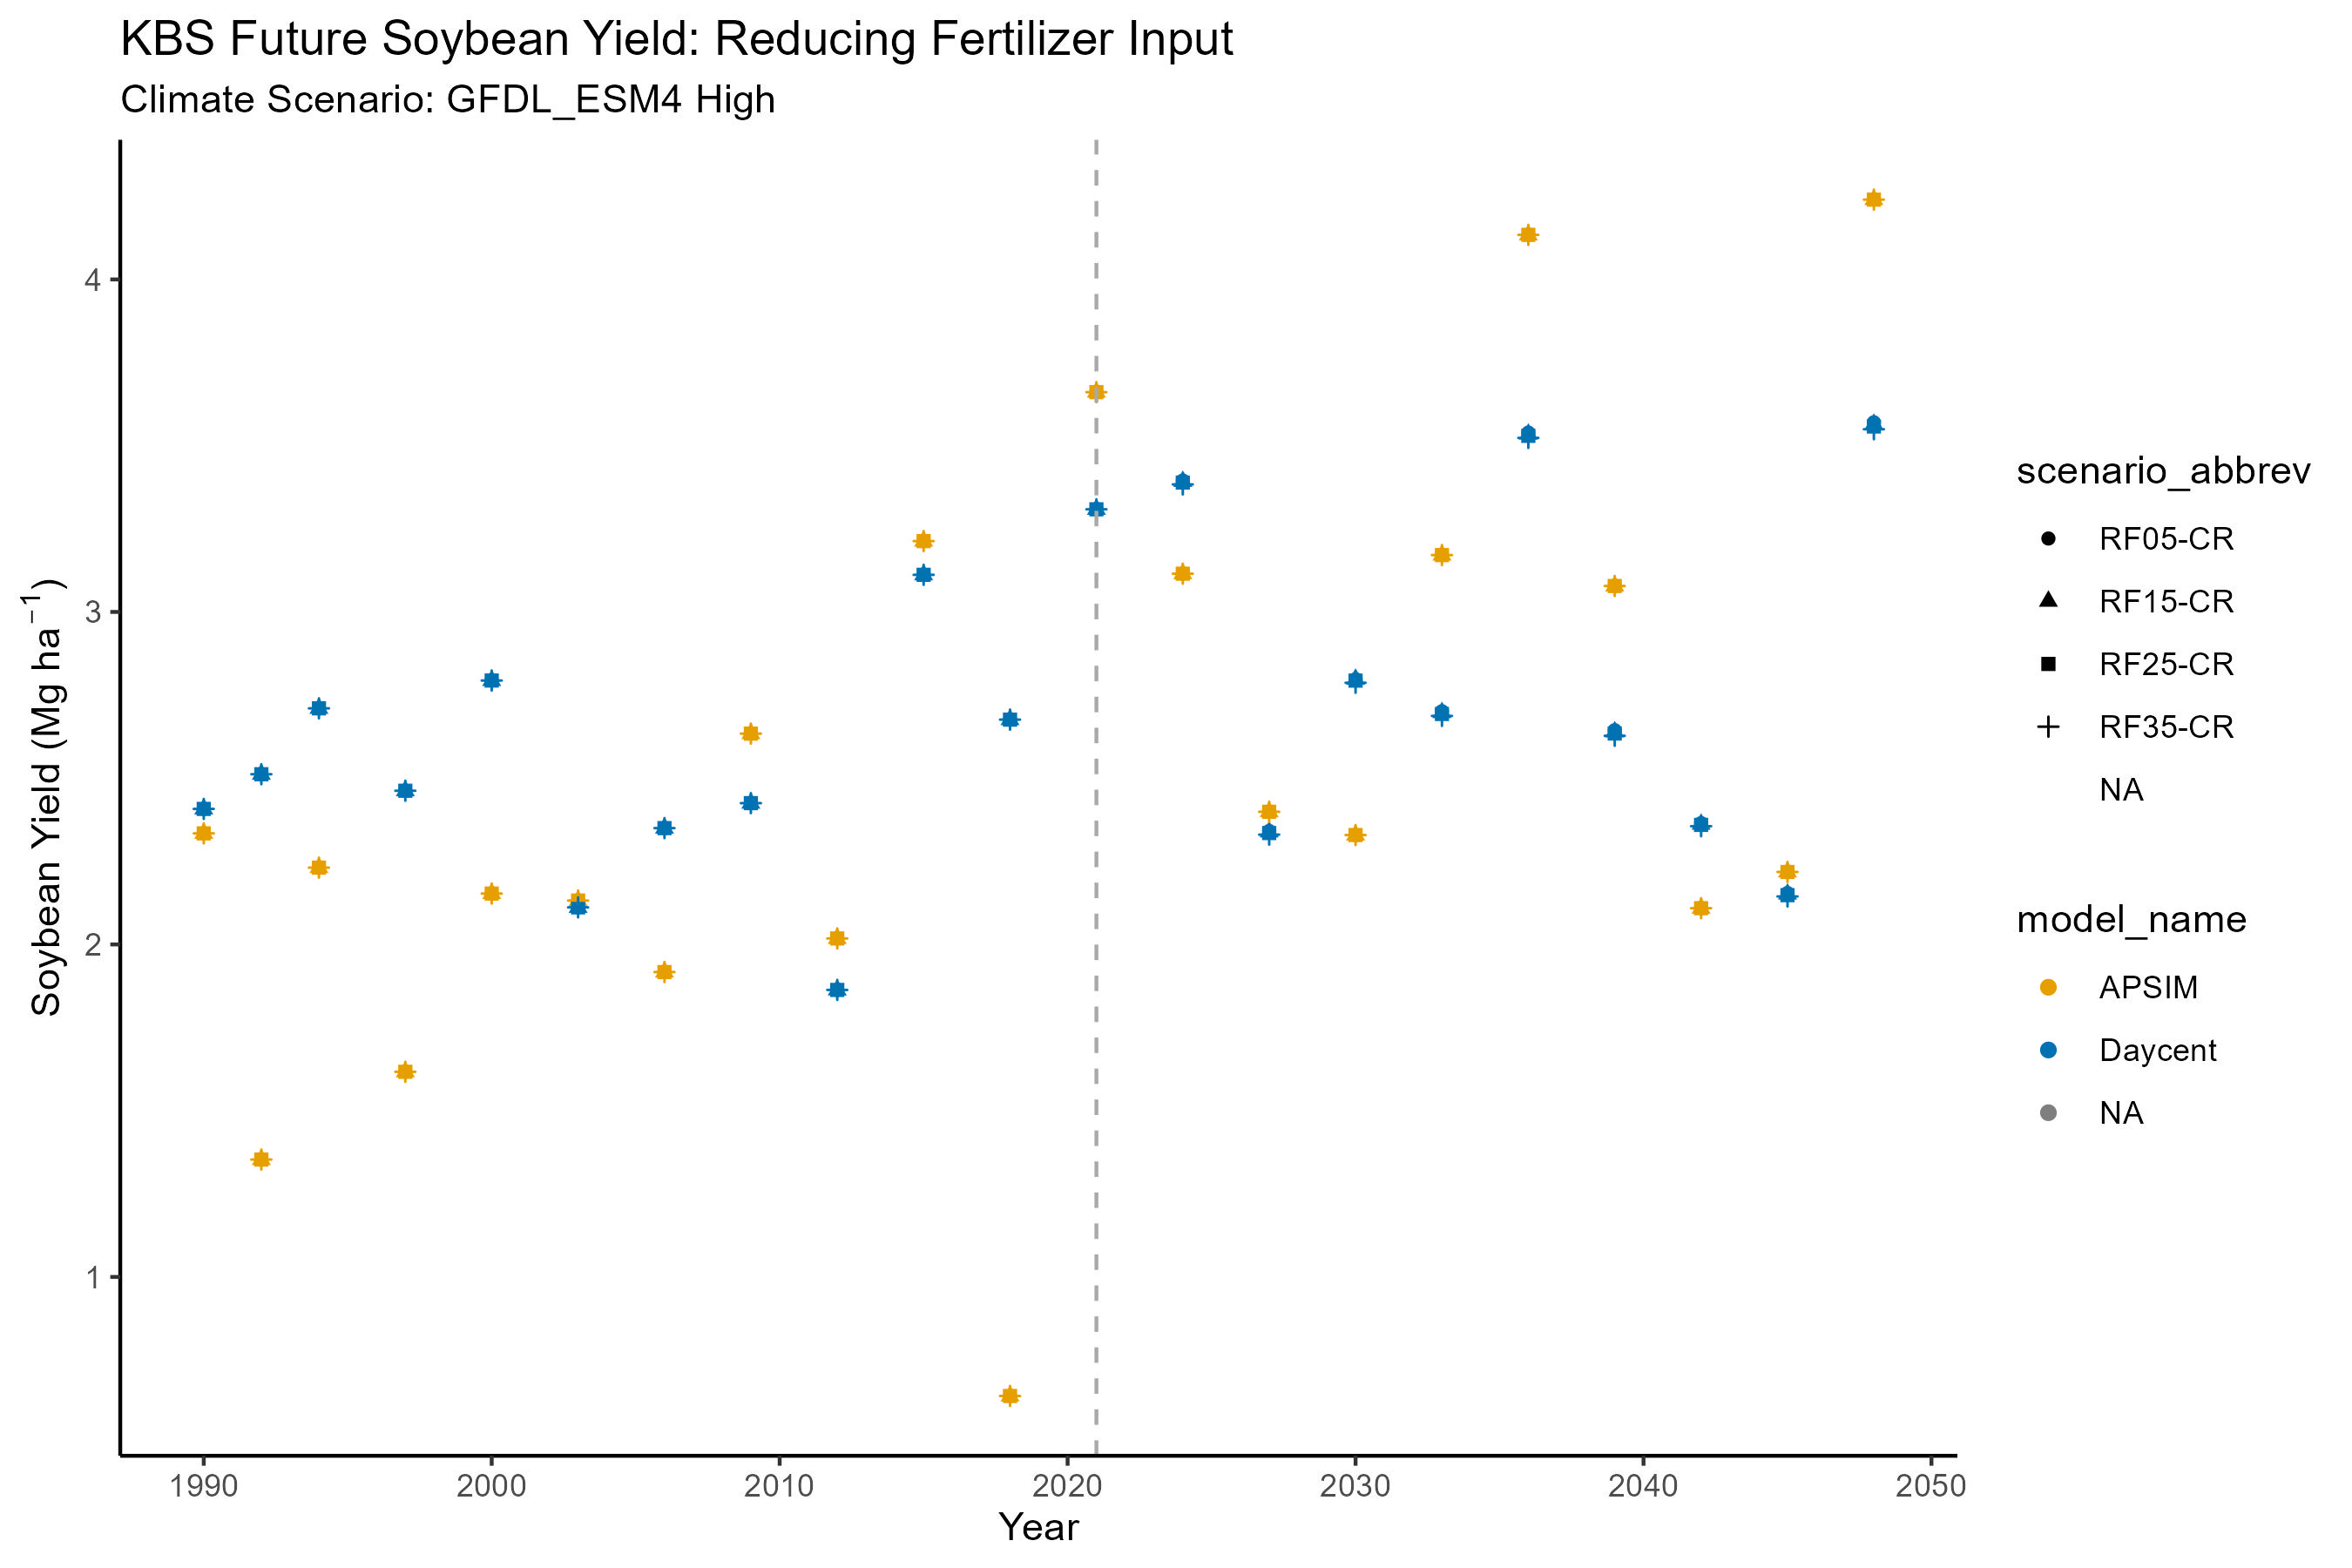 KBS Future Soybean Yield: Reducing Fertilizer Input
Climate Scenario: GFDL_ESM4 High
Soybean Yield (Mg ha⁻¹)
4
3
2
1
1990 2000 2010 2020 2030 2040 2050
Year
scenario_abbrev
RF05-CR
RF15-CR
RF25-CR
RF35-CR
NA
model_name
APSIM
Daycent
NA